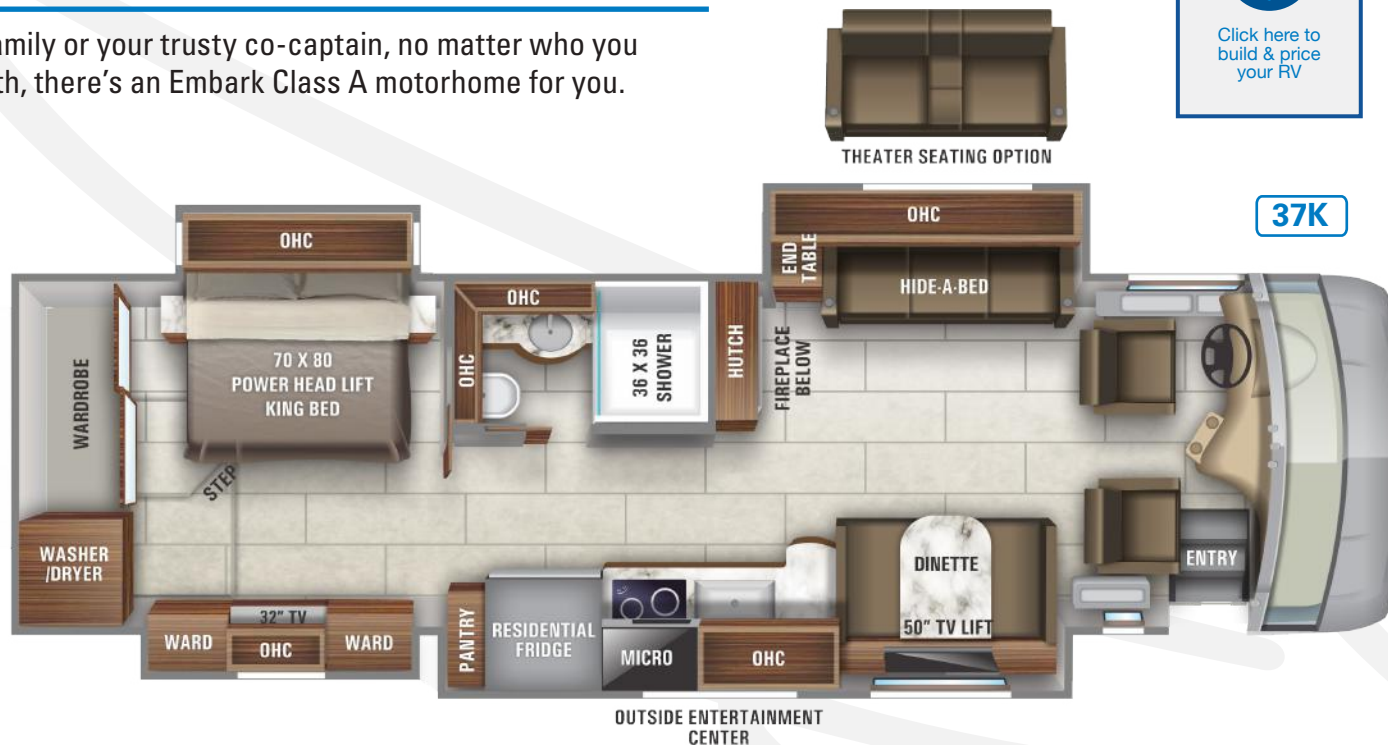 amily or your trusty co-captain, no matter who you
th, there's an Embark Class A motorhome for you.
Click here to
build & price
your RV
THEATER SEATING OPTION
37K
OHC
OHC
END
TABLE
HIDE-A-BED
OHC
OHC
36 X 36
SHOWER
HUTCH
FIREPLACE
BELOW
WARDROBE
70 X 80
POWER HEAD LIFT
KING BED
STEP
WASHER
/DRYER
WARD
32" TV
OHC
WARD
PANTRY
RESIDENTIAL
FRIDGE
MICRO
OHC
DINETTE
50" TV LIFT
ENTRY
OUTSIDE ENTERTAINMENT
CENTER